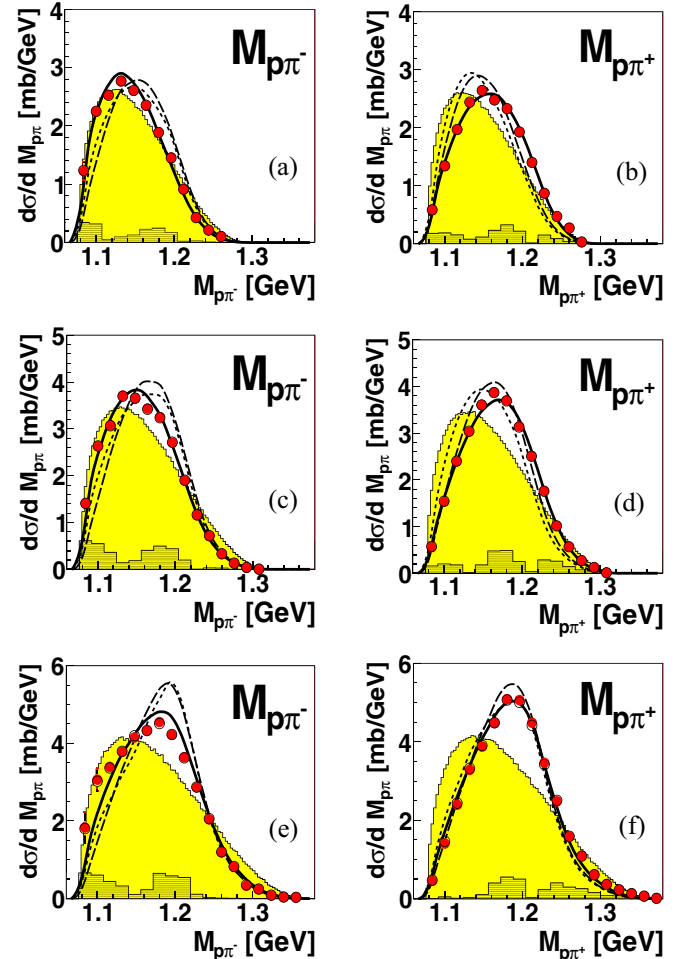 4
3
2
1
0
dσ/d M_pπ [mb/GeV]
M_pπ⁻
(a)
1.1 1.2 1.3
M_pπ⁻ [GeV]
4
3
2
1
0
dσ/d M_pπ [mb/GeV]
M_pπ⁺
(b)
1.1 1.2 1.3
M_pπ⁺ [GeV]
5
4
3
2
1
0
dσ/d M_pπ [mb/GeV]
M_pπ⁻
(c)
1.1 1.2 1.3
M_pπ⁻ [GeV]
5
4
3
2
1
0
dσ/d M_pπ [mb/GeV]
M_pπ⁺
(d)
1.1 1.2 1.3
M_pπ⁺ [GeV]
6
4
2
0
dσ/d M_pπ [mb/GeV]
M_pπ⁻
(e)
1.1 1.2 1.3
M_pπ⁻ [GeV]
6
4
2
0
dσ/d M_pπ [mb/GeV]
M_pπ⁺
(f)
1.1 1.2 1.3
M_pπ⁺ [GeV]